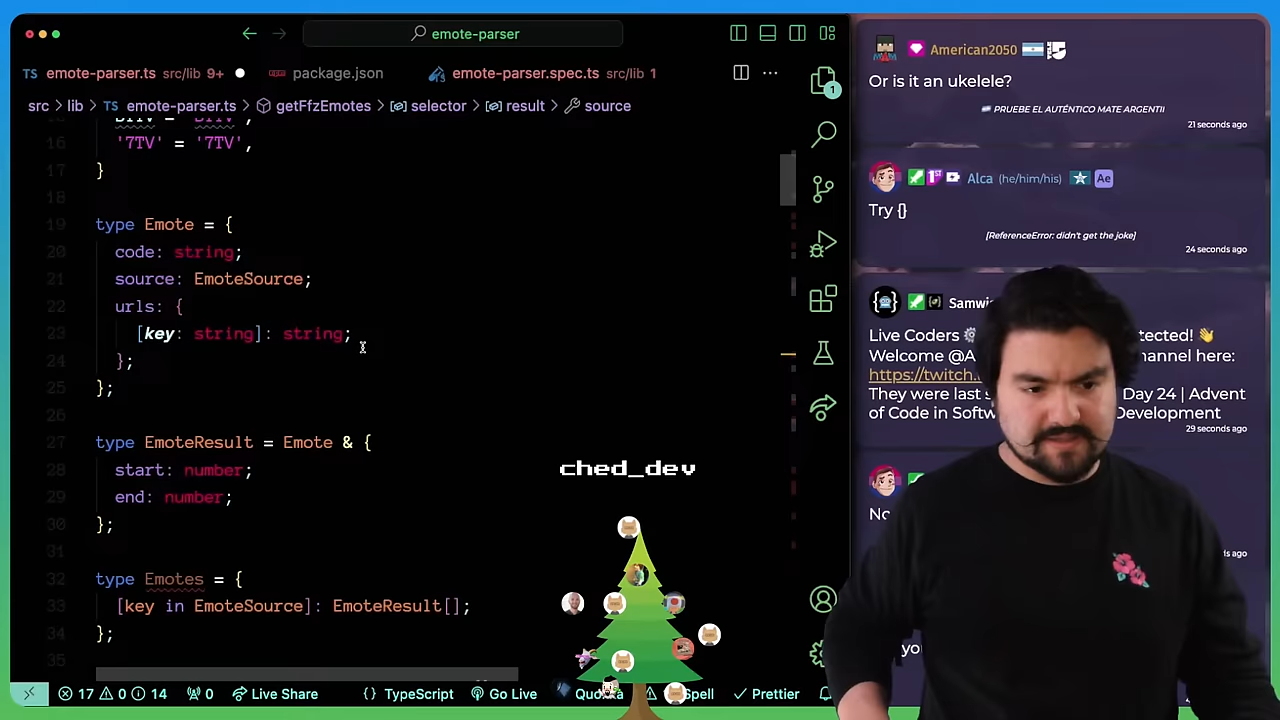 emote-parser
TS emote-parser.ts src/lib 9+
package.json
emote-parser.spec.ts src/lib 1
src > lib > TS emote-parser.ts > getFfzEmotes > selector > result > source
16 '7TV' = '7TV',
17 }
18
19 type Emote = {
20 code: string;
21 source: EmoteSource;
22 urls: {
23 [key: string]: string;
24 };
25 };
26
27 type EmoteResult = Emote & {
28 start: number;
29 end: number;
30 };
31
32 type Emotes = {
33 [key in EmoteSource]: EmoteResult[];
34 };
35
17 0 14 0 Live Share {} TypeScript Go Live Spell Prettier
1
ched_dev
American2050
Or is it an ukelele?
PRUEBE EL AUTÉNTICO MATE ARGENTII
21 seconds ago
Alca (he/him/his) Ae
Try {}
[ReferenceError: didn't get the joke]
24 seconds ago
Live Coders
Welcome @A
https://twitch.
They were last s
of Code in Softw
hannel here:
Day 24 | Advent
Development
29 seconds ago